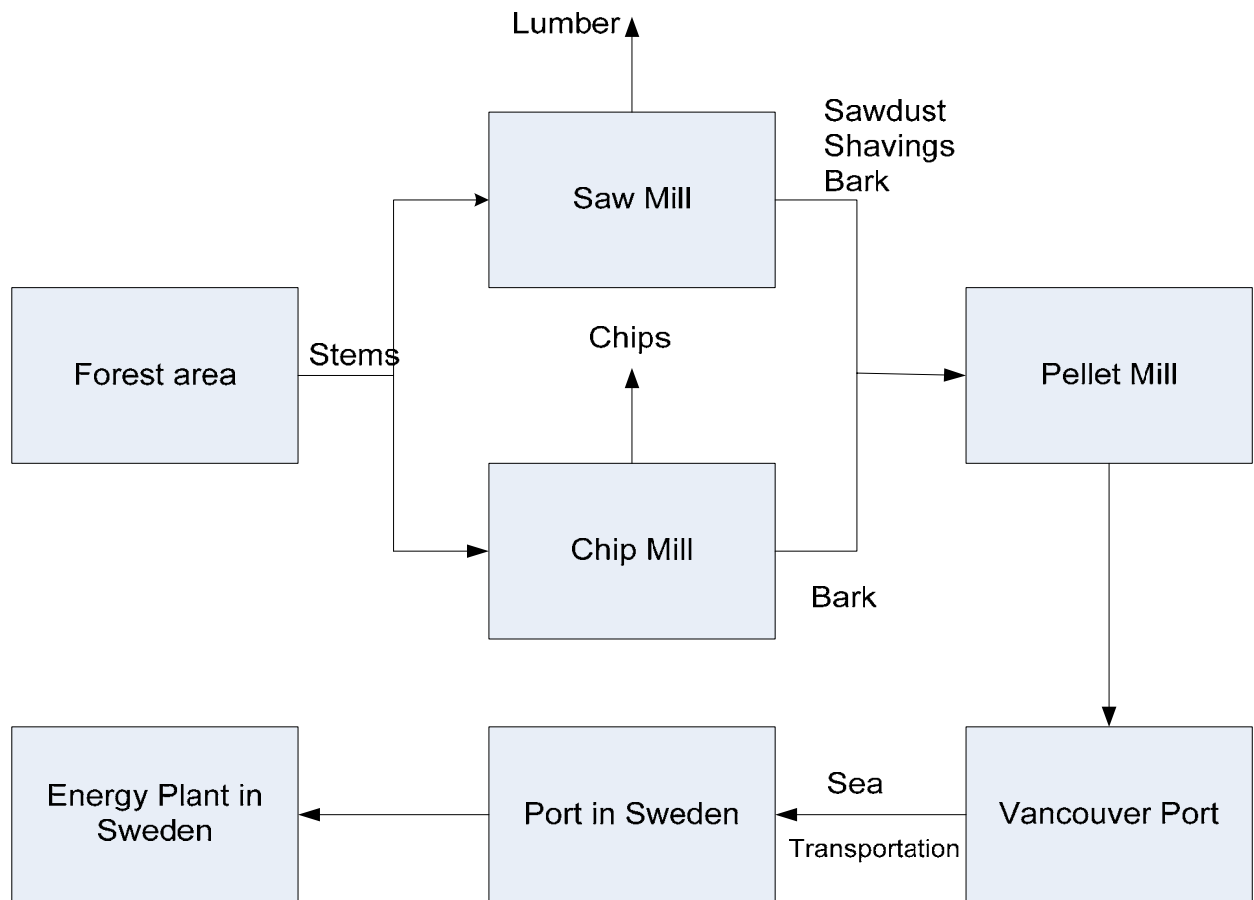 Lumber
Sawdust
Shavings
Bark
Saw Mill
Forest area
Stems
Chips
Pellet Mill
Chip Mill
Bark
Energy Plant in
Sweden
Port in Sweden
Sea
Transportation
Vancouver Port